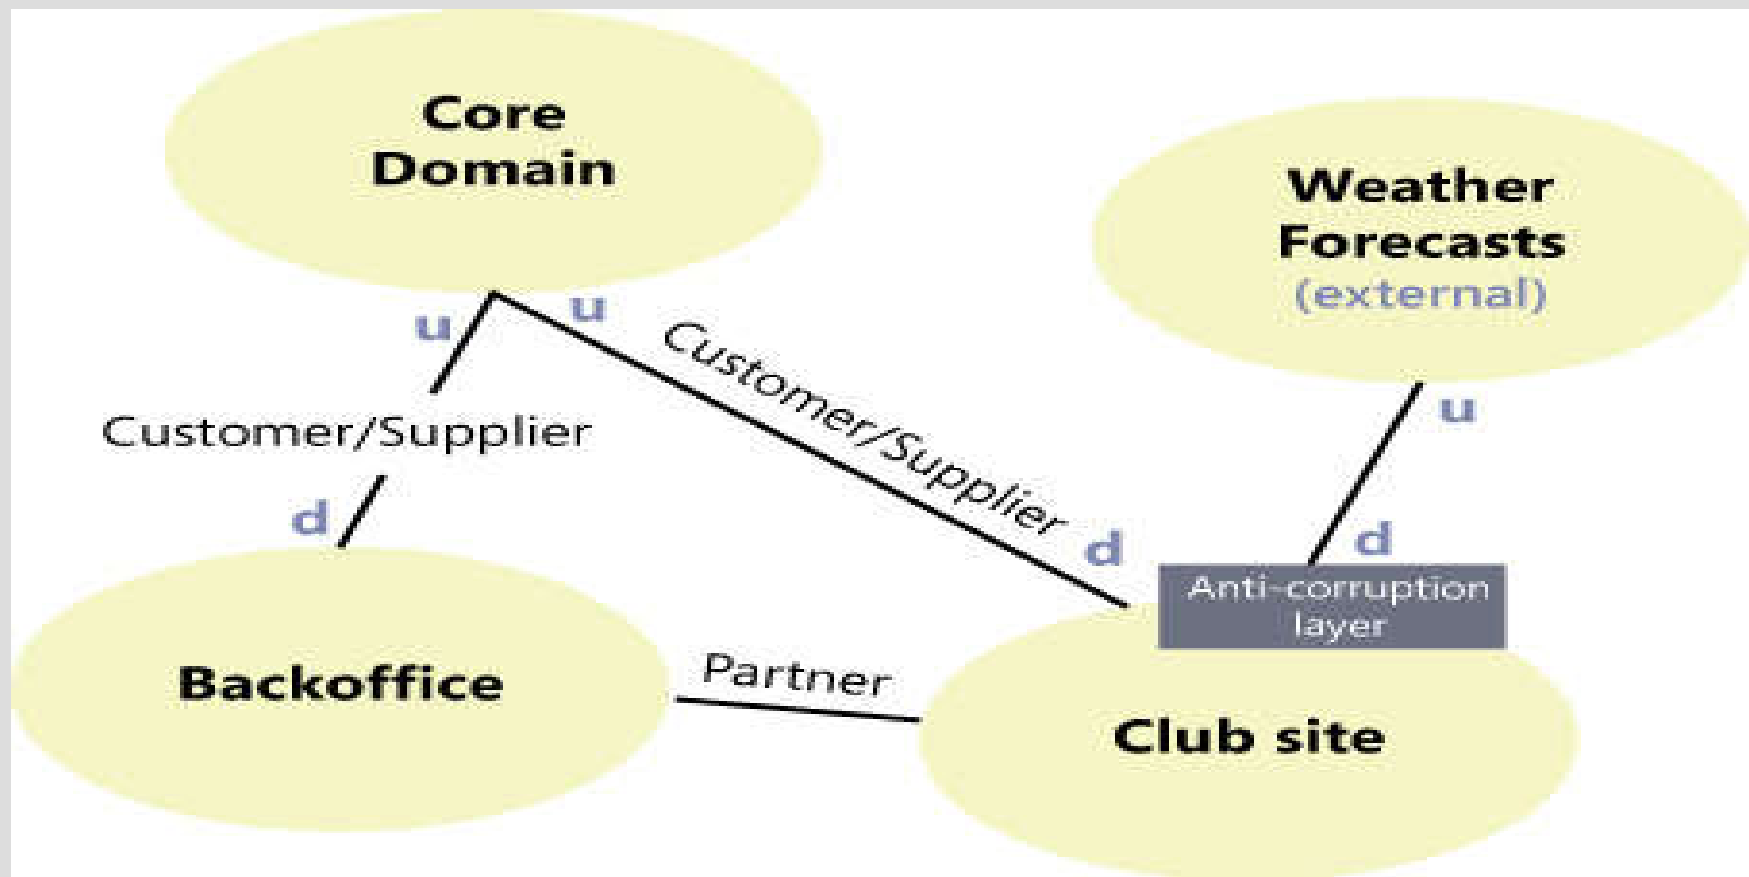 Core
Domain
Weather
Forecasts
(external)
u
u
Customer/Supplier
u
Customer/Supplier
d
d
d
Anti-corruption
layer
Partner
Backoffice
Club site